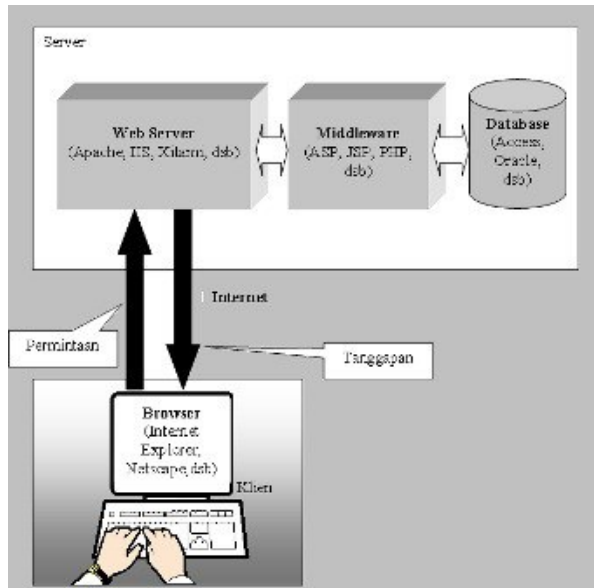 Server
Web Server
(Apache, IIS, Xitami, dsb)
Middleware
(ASP, JSP, PHP,
dsb)
Database
(Access,
Oracle,
dsb)
Internet
Permintaan
Tanggapan
Browser
(Internet
Explorer,
Netscape, dsb)
Klien